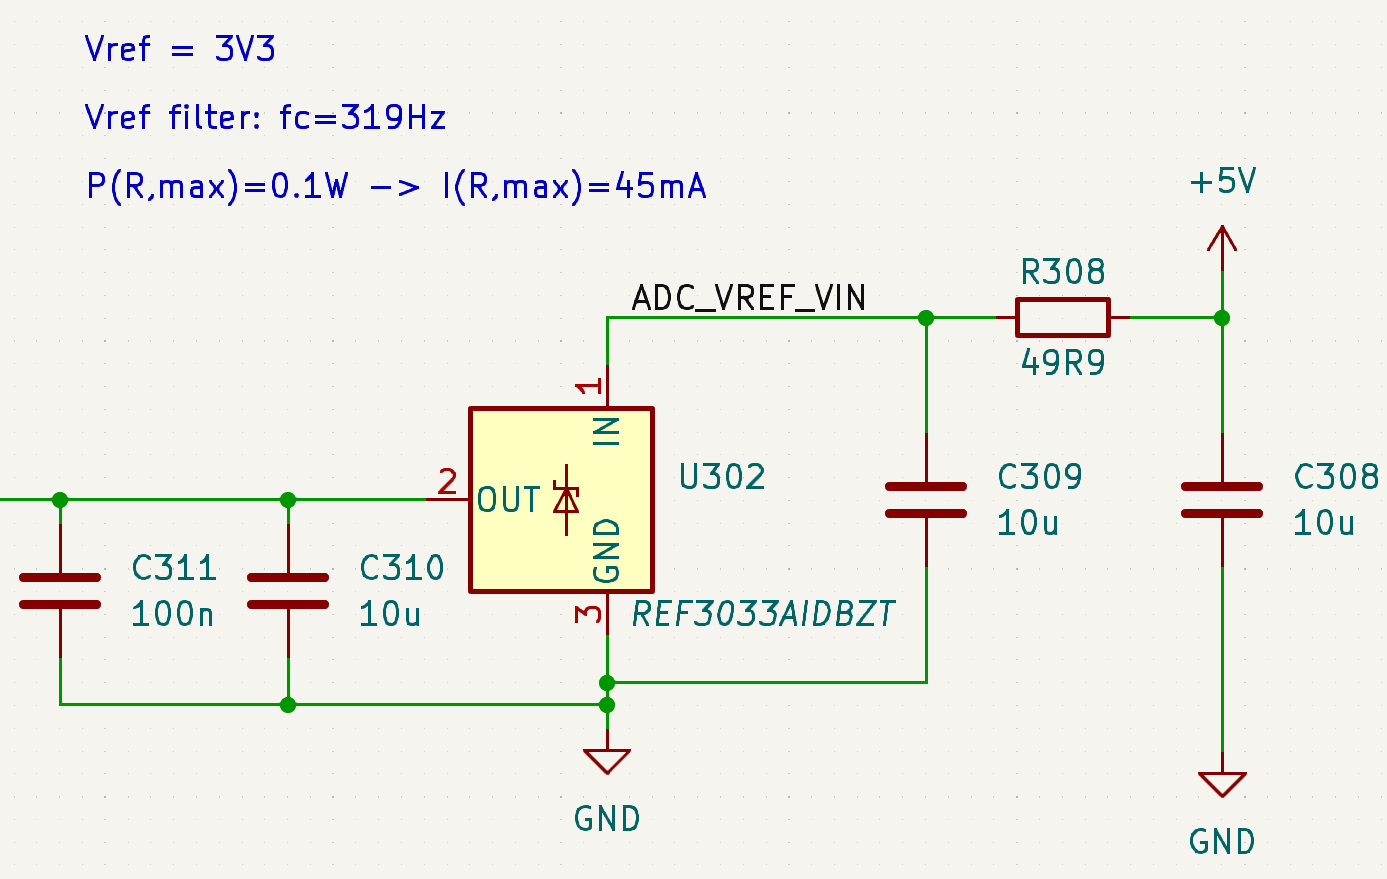 Vref = 3V3
Vref filter: fc=319Hz
P(R,max)=0.1W -> I(R,max)=45mA
+5V
R308
49R9
ADC_VREF_VIN
1
IN
2
OUT
GND
3
U302
REF3033AIDBZT
C309
10u
C308
10u
C311
100n
C310
10u
GND
GND